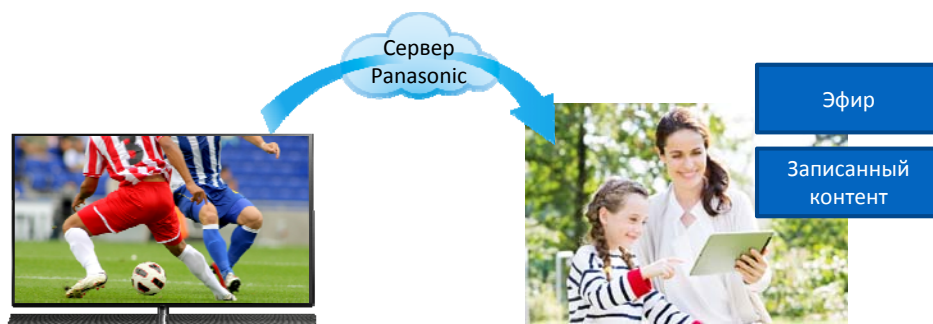 Сервер
Panasonic
Эфир
Записанный
контент